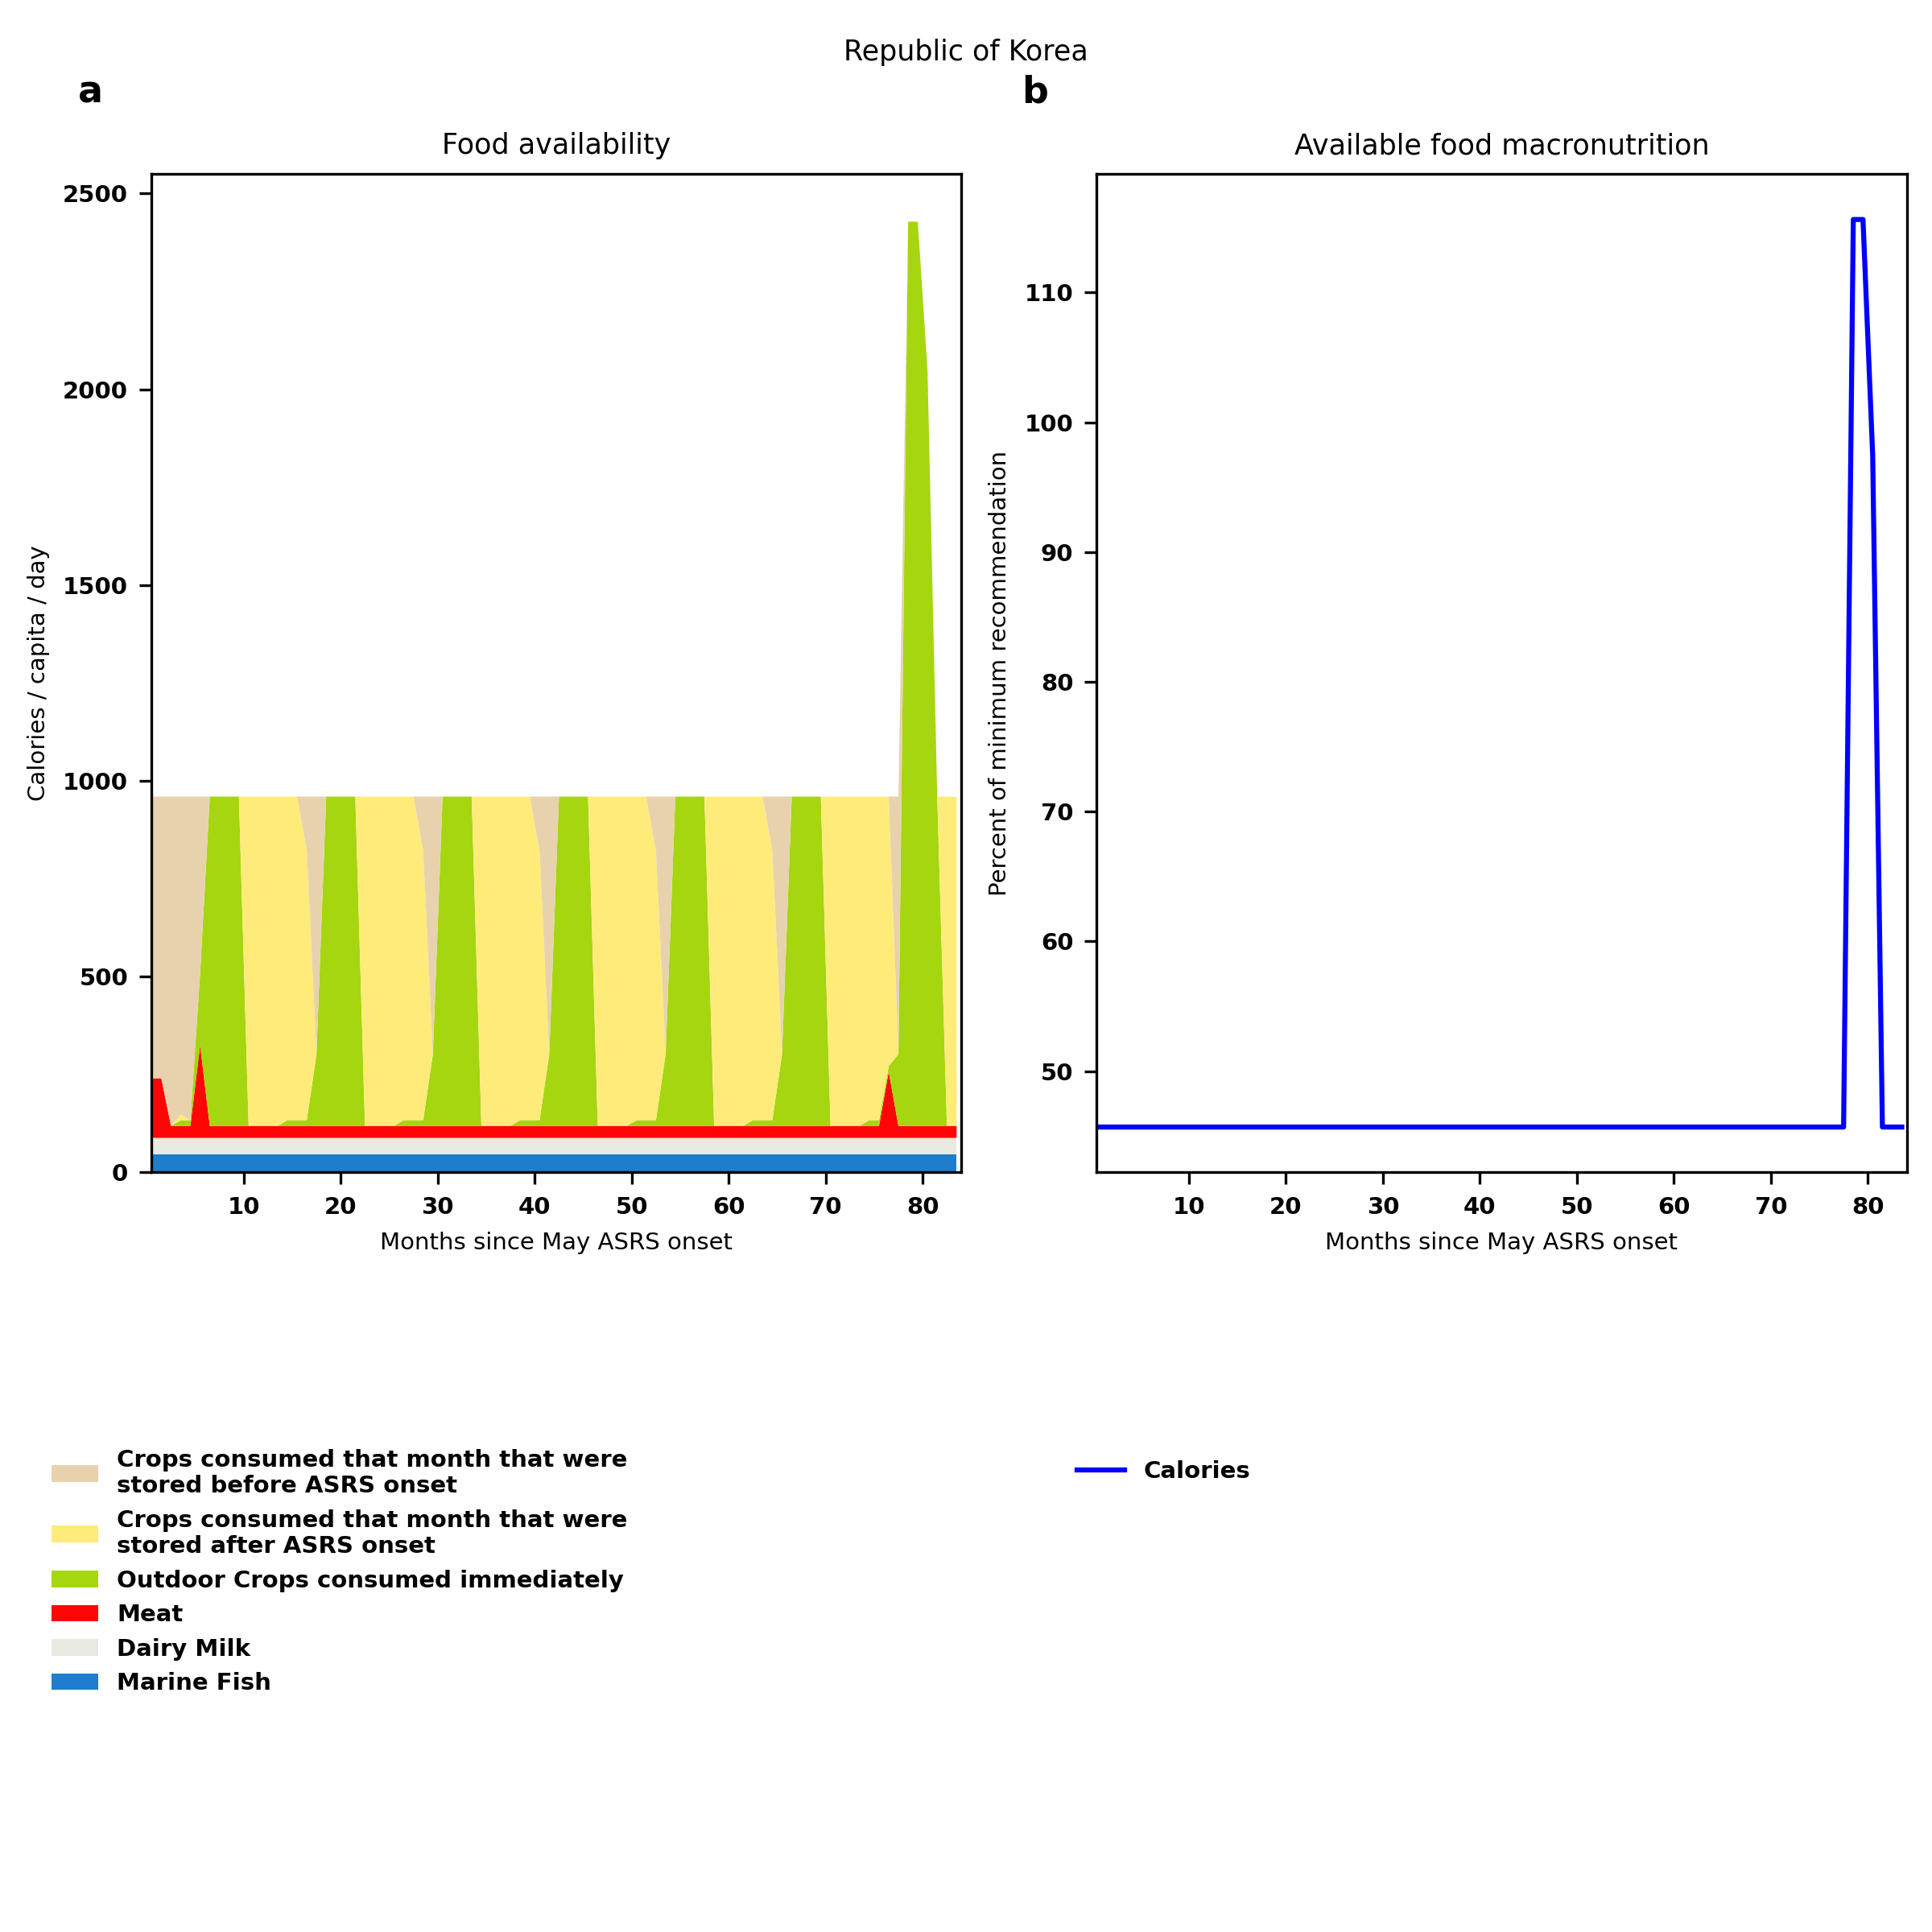 Republic of Korea
a
Food availability
Calories / capita / day
2500
2000
1500
1000
500
0
10 20 30 40 50 60 70 80
Months since May ASRS onset
b
Available food macronutrition
Percent of minimum recommendation
110
100
90
80
70
60
50
10 20 30 40 50 60 70 80
Months since May ASRS onset
Crops consumed that month that were
stored before ASRS onset
Crops consumed that month that were
stored after ASRS onset
Outdoor Crops consumed immediately
Meat
Dairy Milk
Marine Fish
Calories